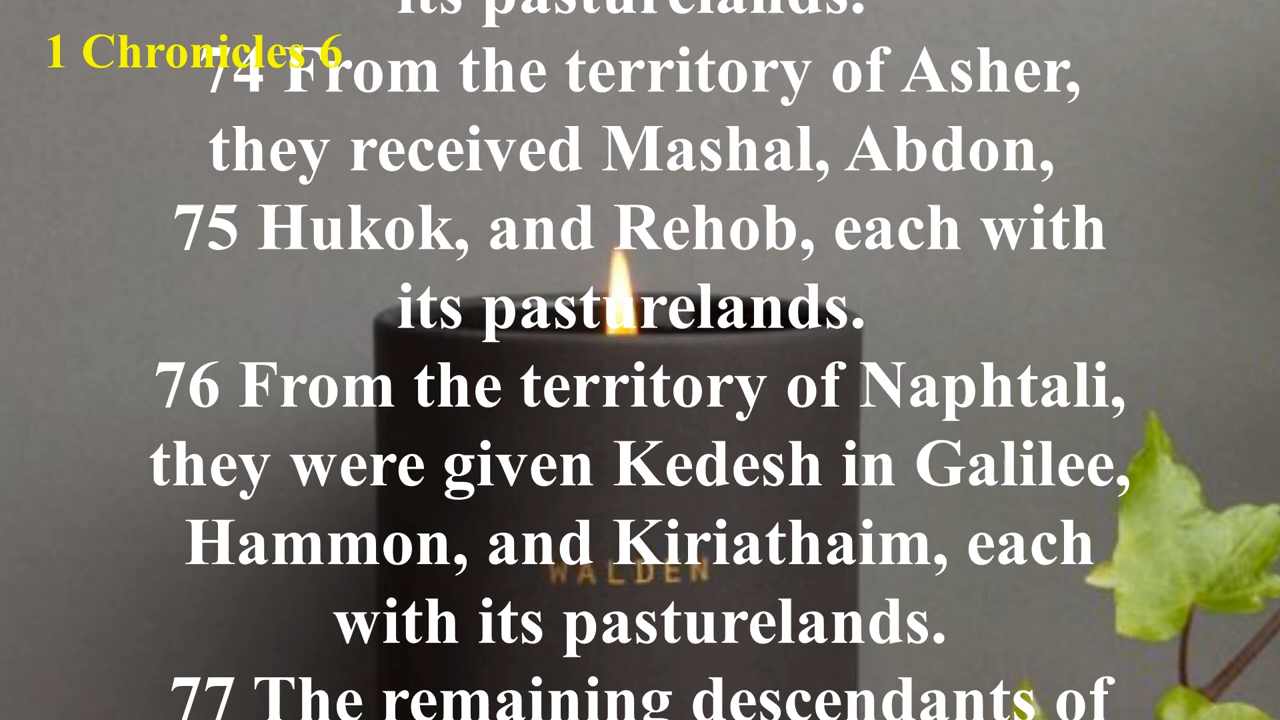 its pasturelands.
1 Chronicles 6
74 From the territory of Asher,
they received Mashal, Abdon,
75 Hukok, and Rehob, each with
its pasturelands.
76 From the territory of Naphtali,
they were given Kedesh in Galilee,
Hammon, and Kiriathaim, each
WALDEN
with its pasturelands.
77 The remaining descendants of